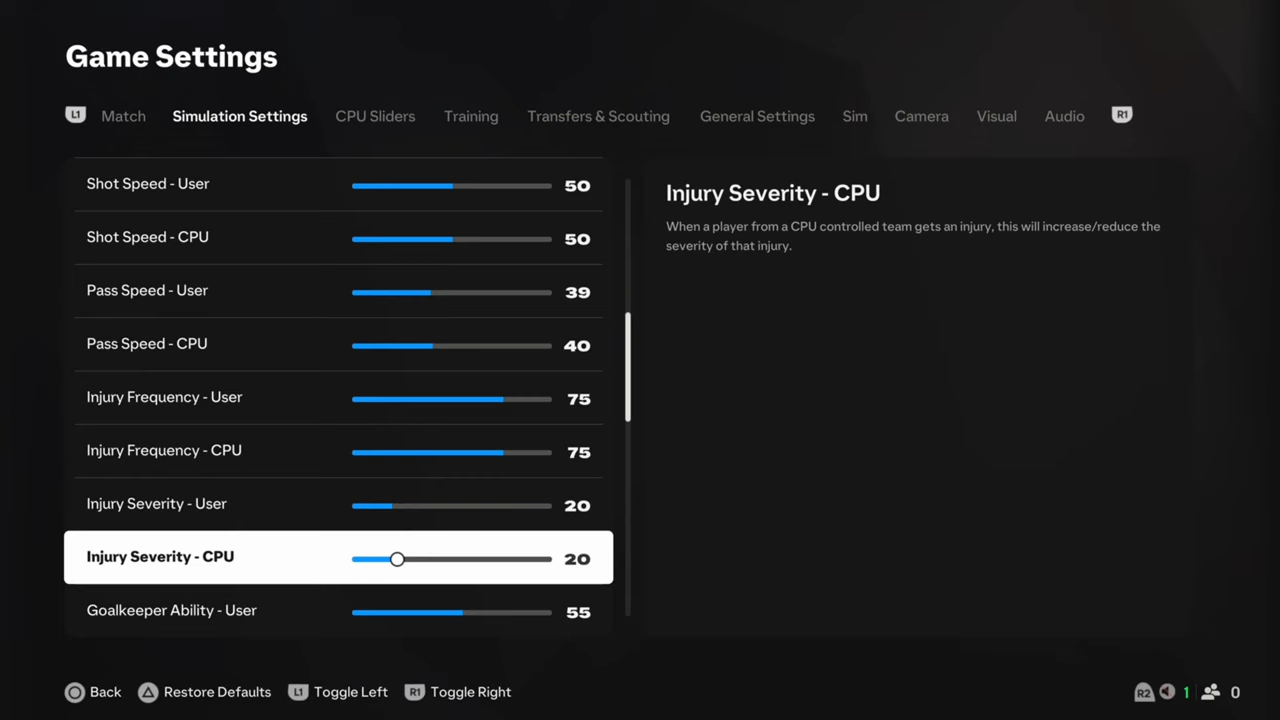 Game Settings
L1 Match Simulation Settings CPU Sliders Training Transfers & Scouting General Settings Sim Camera Visual Audio R1
Shot Speed - User 50
Shot Speed - CPU 50
Pass Speed - User 39
Pass Speed - CPU 40
Injury Frequency - User 75
Injury Frequency - CPU 75
Injury Severity - User 20
Injury Severity - CPU 20
Goalkeeper Ability - User 55
Injury Severity - CPU
When a player from a CPU controlled team gets an injury, this will increase/reduce the
severity of that injury.
Back Restore Defaults L1 Toggle Left R1 Toggle Right R2 1 0